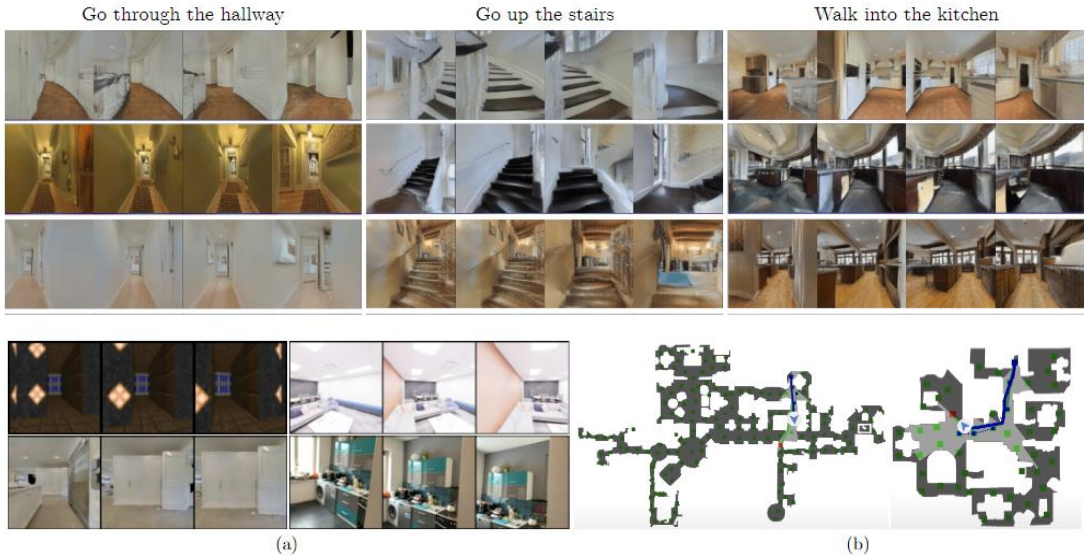 Go through the hallway
Go up the stairs
Walk into the kitchen
(a)
(b)